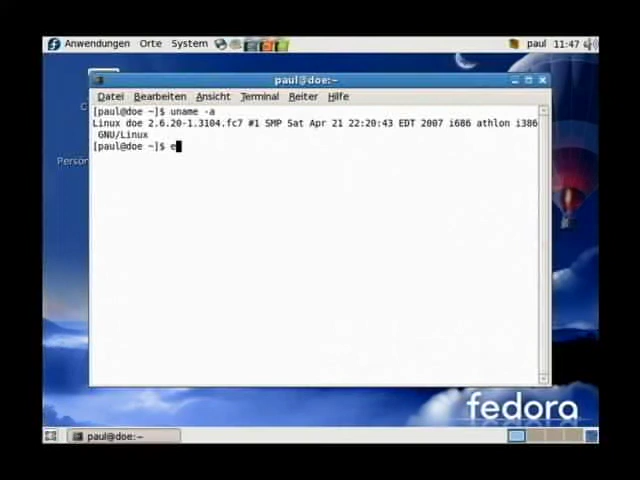 Anwendungen Orte System paul 11:47
paul@doe:~
Datei Bearbeiten Ansicht Terminal Reiter Hilfe
[paul@doe ~]$ uname -a
Linux doe 2.6.20-1.3104.fc7 #1 SMP Sat Apr 21 22:20:43 EDT 2007 i686 athlon i386
GNU/Linux
[paul@doe ~]$ e
Persön
fedora
paul@doe:~